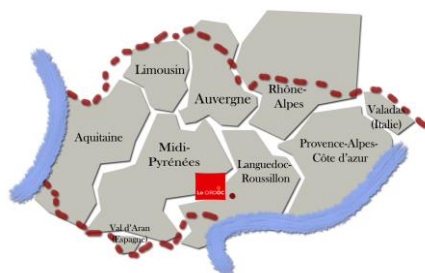 Limousin
Auvergne
Rhône-
Alpes
Valadas
(Italie)
Aquitaine
Midi-
Pyrénées
Languedoc-
Roussillon
Provence-Alpes-
Côte d'azur
Val d'Aran
(Espagne)